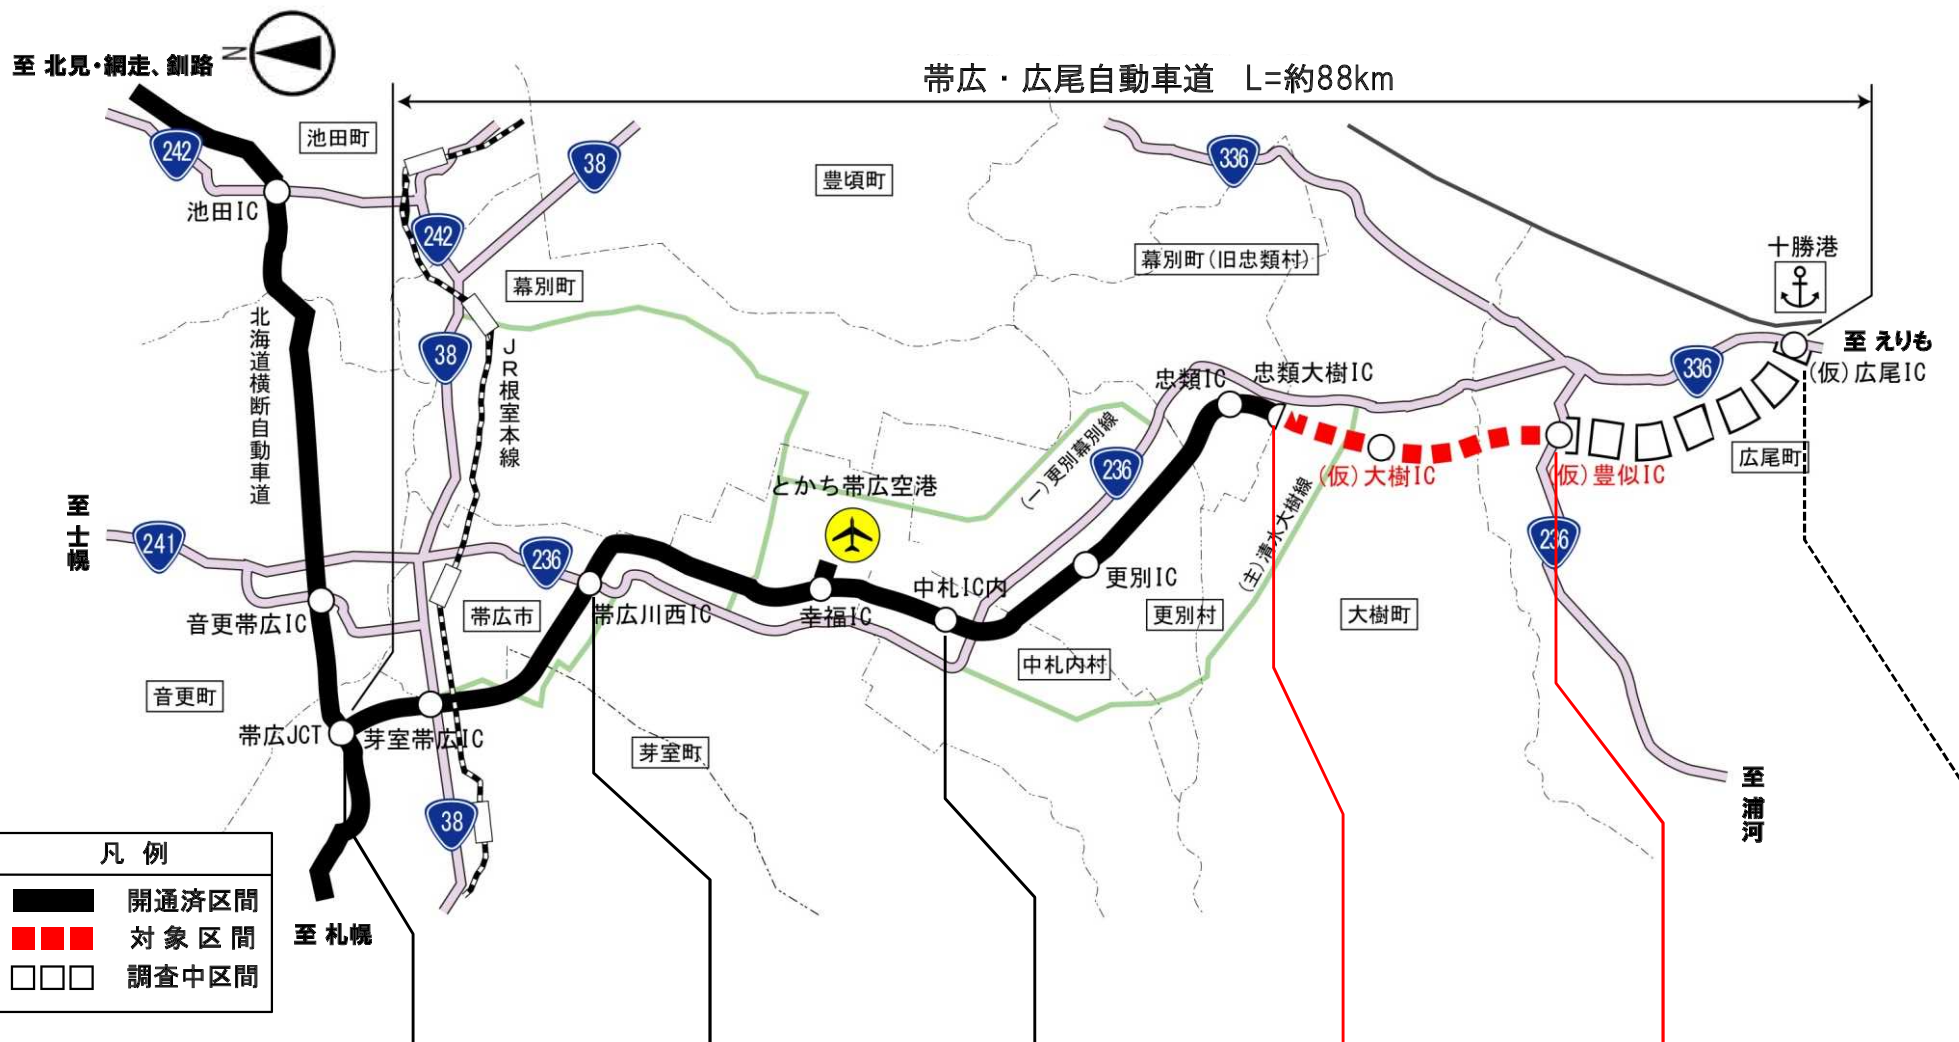 至 北見・網走、釧路
N
帯広・広尾自動車道 L=約88km
池田町
242
38
336
豊頃町
池田IC
242
幕別町(旧忠類村)
十勝港
幕別町
北海道横断自動車道
38
JR根室本線
至 えりも
336
(仮)広尾IC
忠類IC
忠類大樹IC
(一)更別幕別線
236
広尾町
(仮)大樹IC
(仮)豊似IC
とかち帯広空港
(主)清水大樹線
至 士幌
241
236
236
更別IC
中札IC内
帯広市
帯広川西IC
幸福IC
更別村
大樹町
音更帯広IC
中札内村
音更町
帯広JCT
芽室帯広IC
芽室町
至 浦河
38
凡 例
開通済区間
対象区間
調査中区間
至 札幌